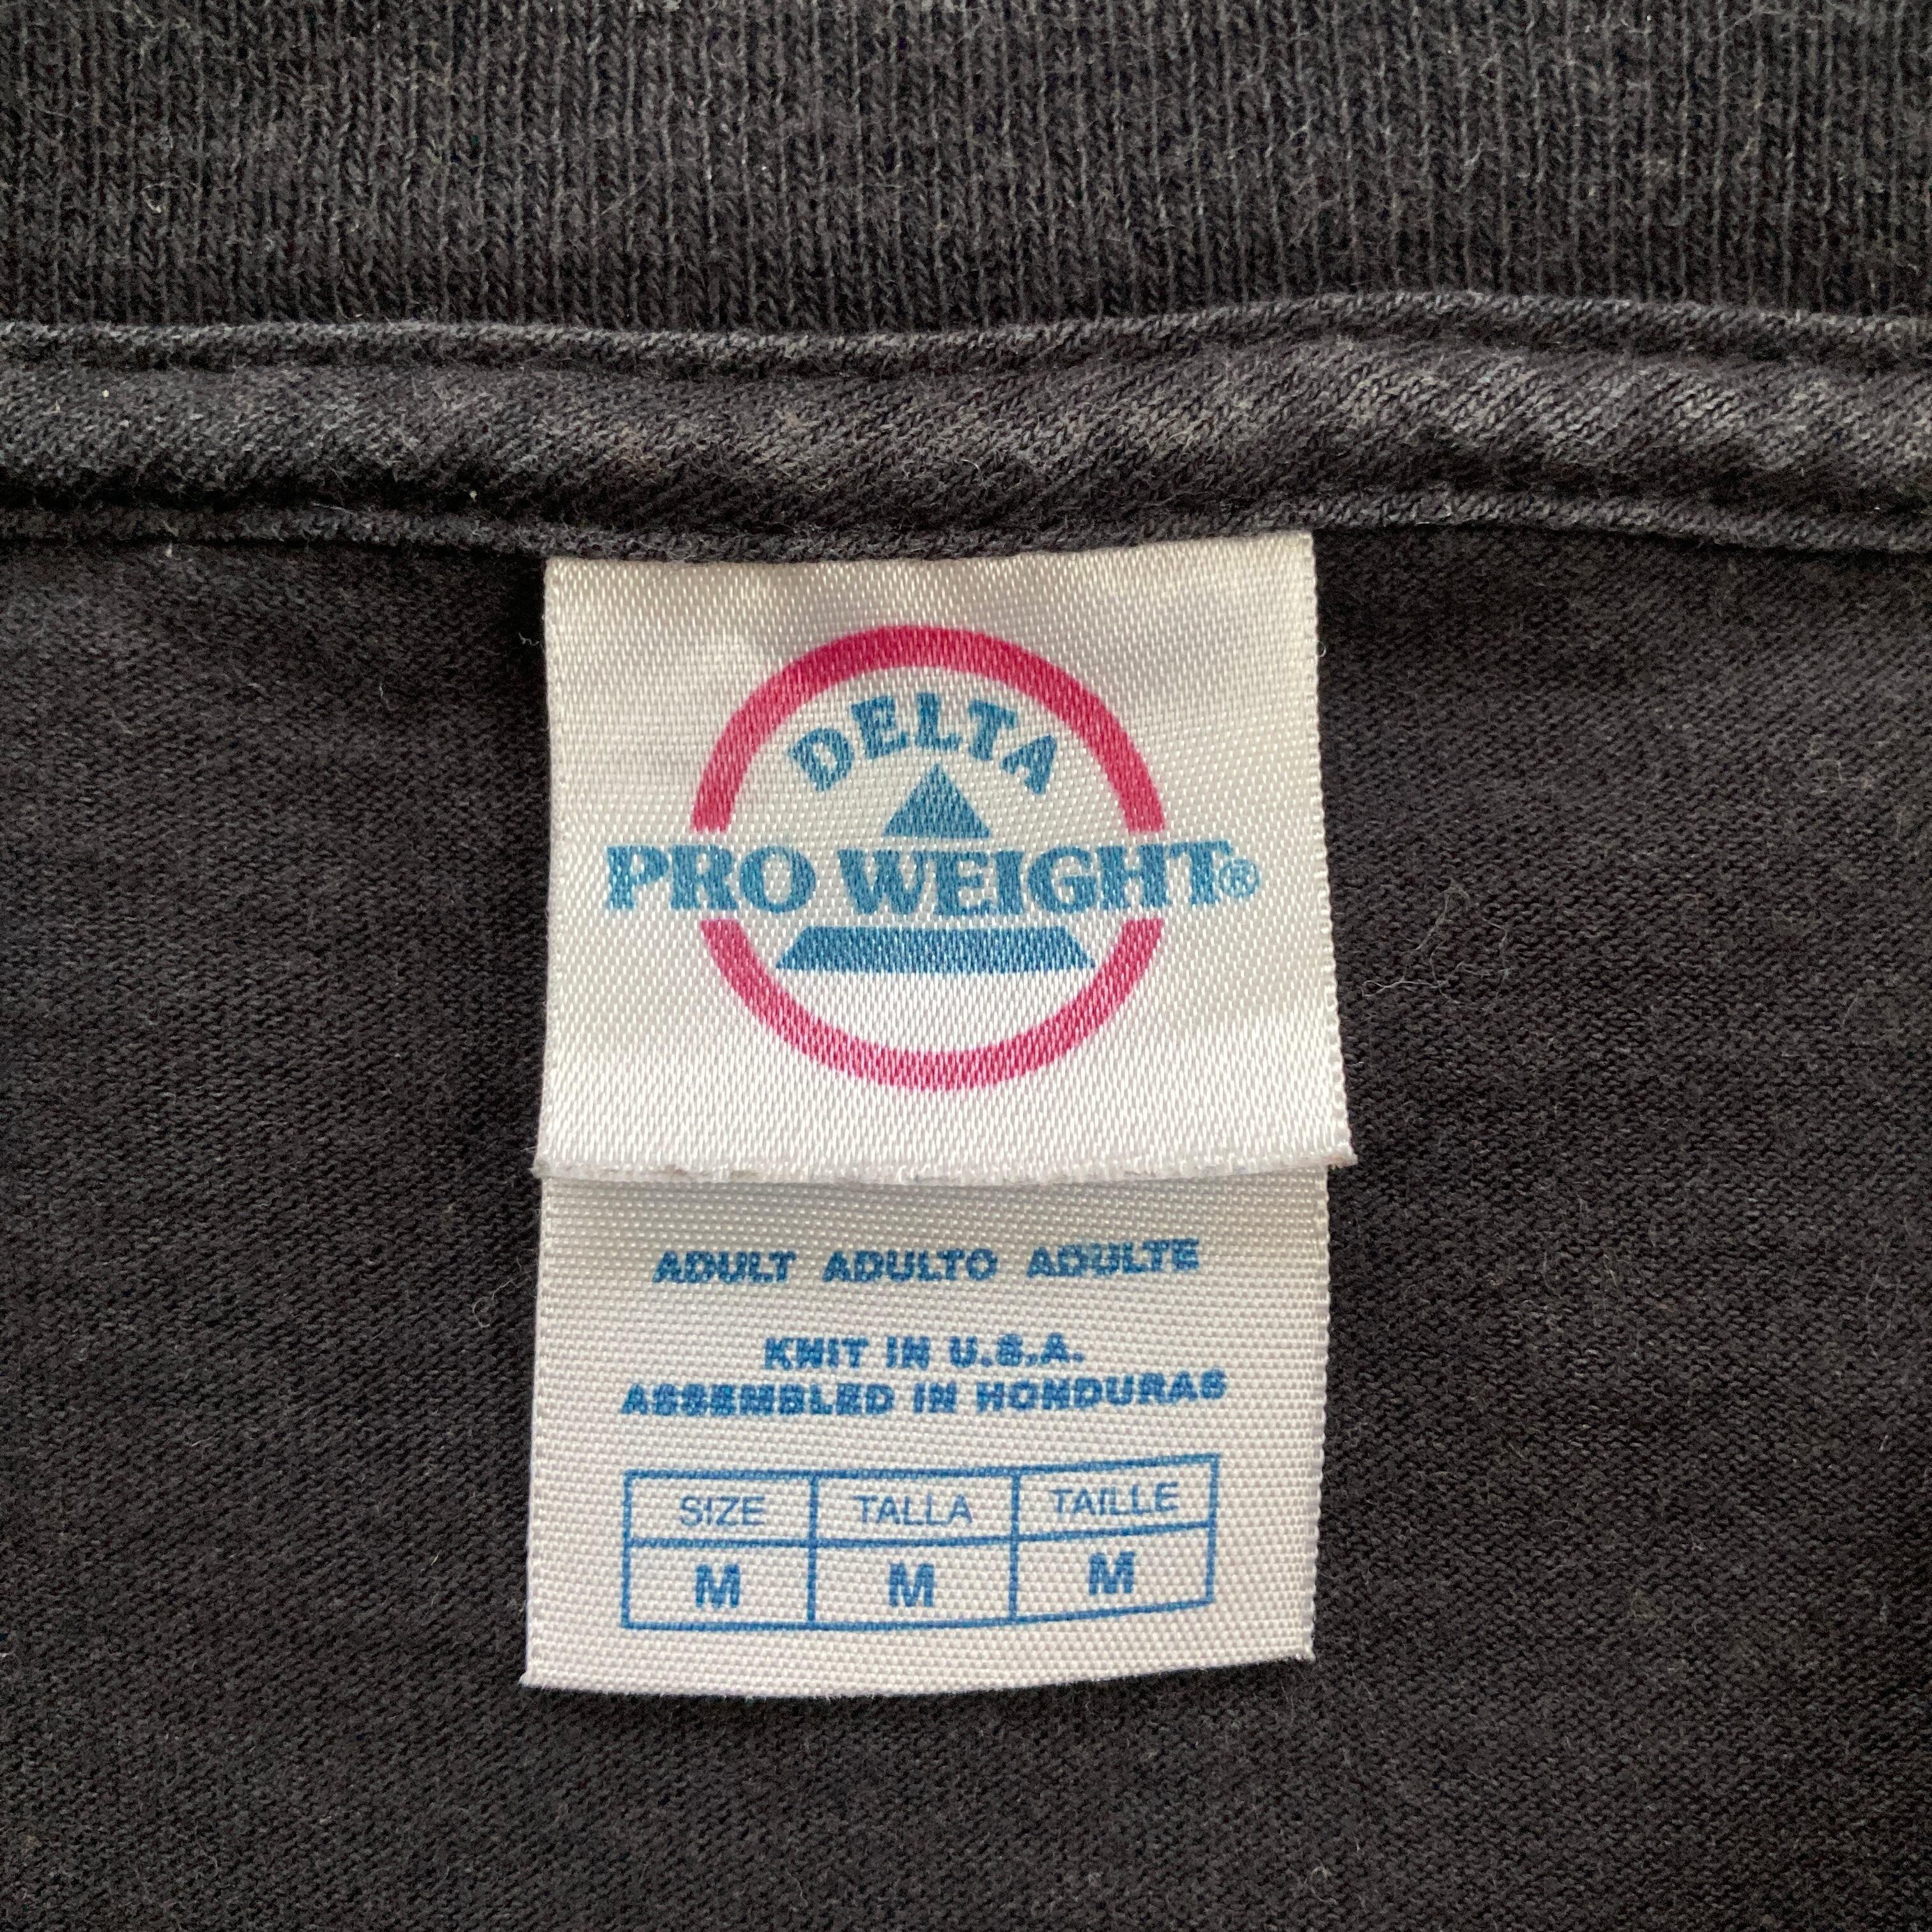 DELTA
PRO WEIGHT®
ADULT ADULTO ADULTE
KNIT IN U.S.A.
ASSEMBLED IN HONDURAS
SIZE TALLA TAILLE
M M M